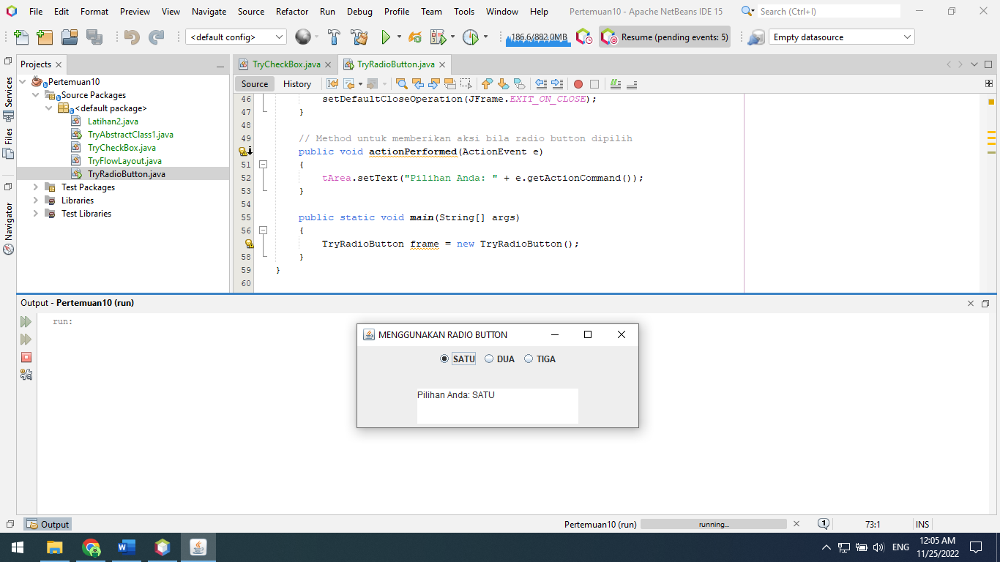 File Edit View Navigate Source Refactor Run Debug Profile Team Tools Window Help Pertemuan10 - Apache NetBeans IDE 15 Search (Ctrl+I)
<default config> 186.6/882.0MB Resume (pending events: 5) Empty datasource
Projects
Services
Files
Navigator
Pertemuan10
Source Packages
<default package>
Latihan2.java
TryAbstractClass1.java
TryCheckBox.java
TryFlowLayout.java
TryRadioButton.java
Test Packages
Libraries
Test Libraries
TryCheckBox.java TryRadioButton.java
Source History
46 setDefaultCloseOperation(JFrame.EXIT_ON_CLOSE);
47 }
48
49 // Method untuk memberikan aksi bila radio button dipilih
public void actionPerformed(ActionEvent e)
51 {
52 tArea.setText("Pilihan Anda: " + e.getActionCommand());
53 }
54
55 public static void main(String[] args)
56 {
TryRadioButton frame = new TryRadioButton();
58 }
59 }
60
Output - Pertemuan10 (run)
run:
MENGGUNAKAN RADIO BUTTON
SATU DUA TIGA
Pilihan Anda: SATU
Output Pertemuan10 (run) running... 1 73:1 INS
ENG 12:05 AM
11/25/2022